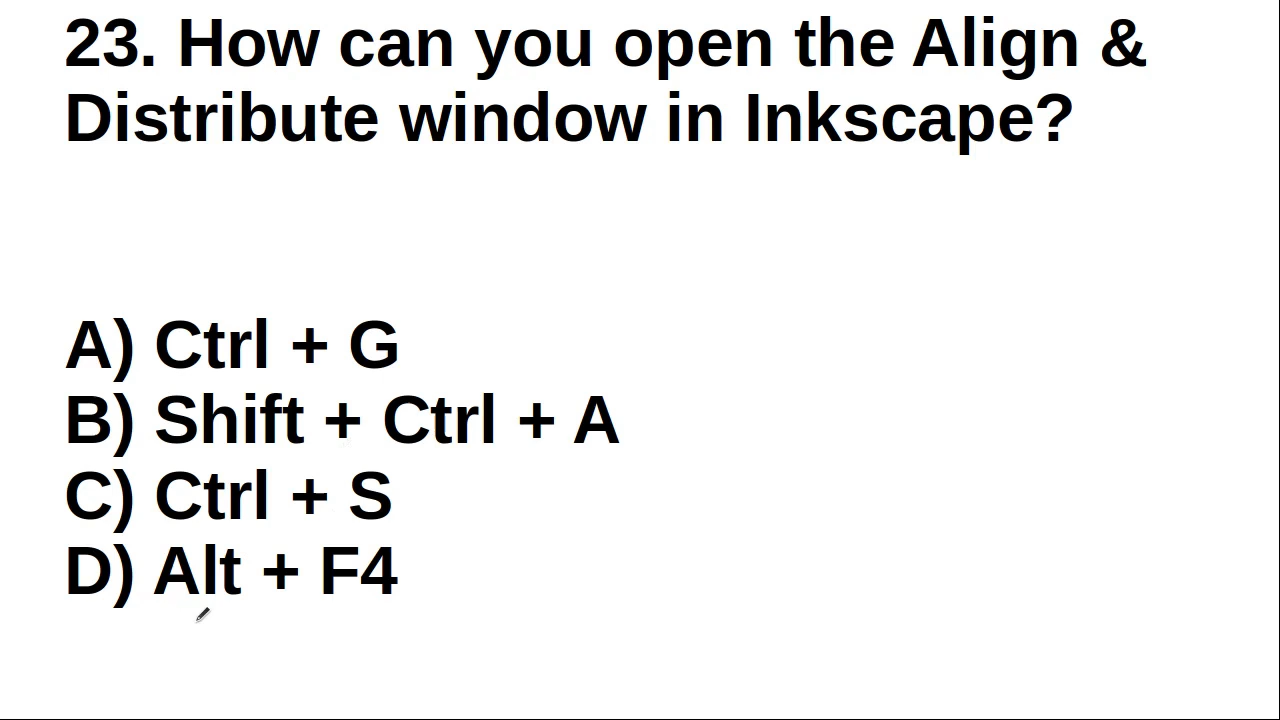 23. How can you open the Align &
Distribute window in Inkscape?
A) Ctrl + G
B) Shift + Ctrl + A
C) Ctrl + S
D) Alt + F4